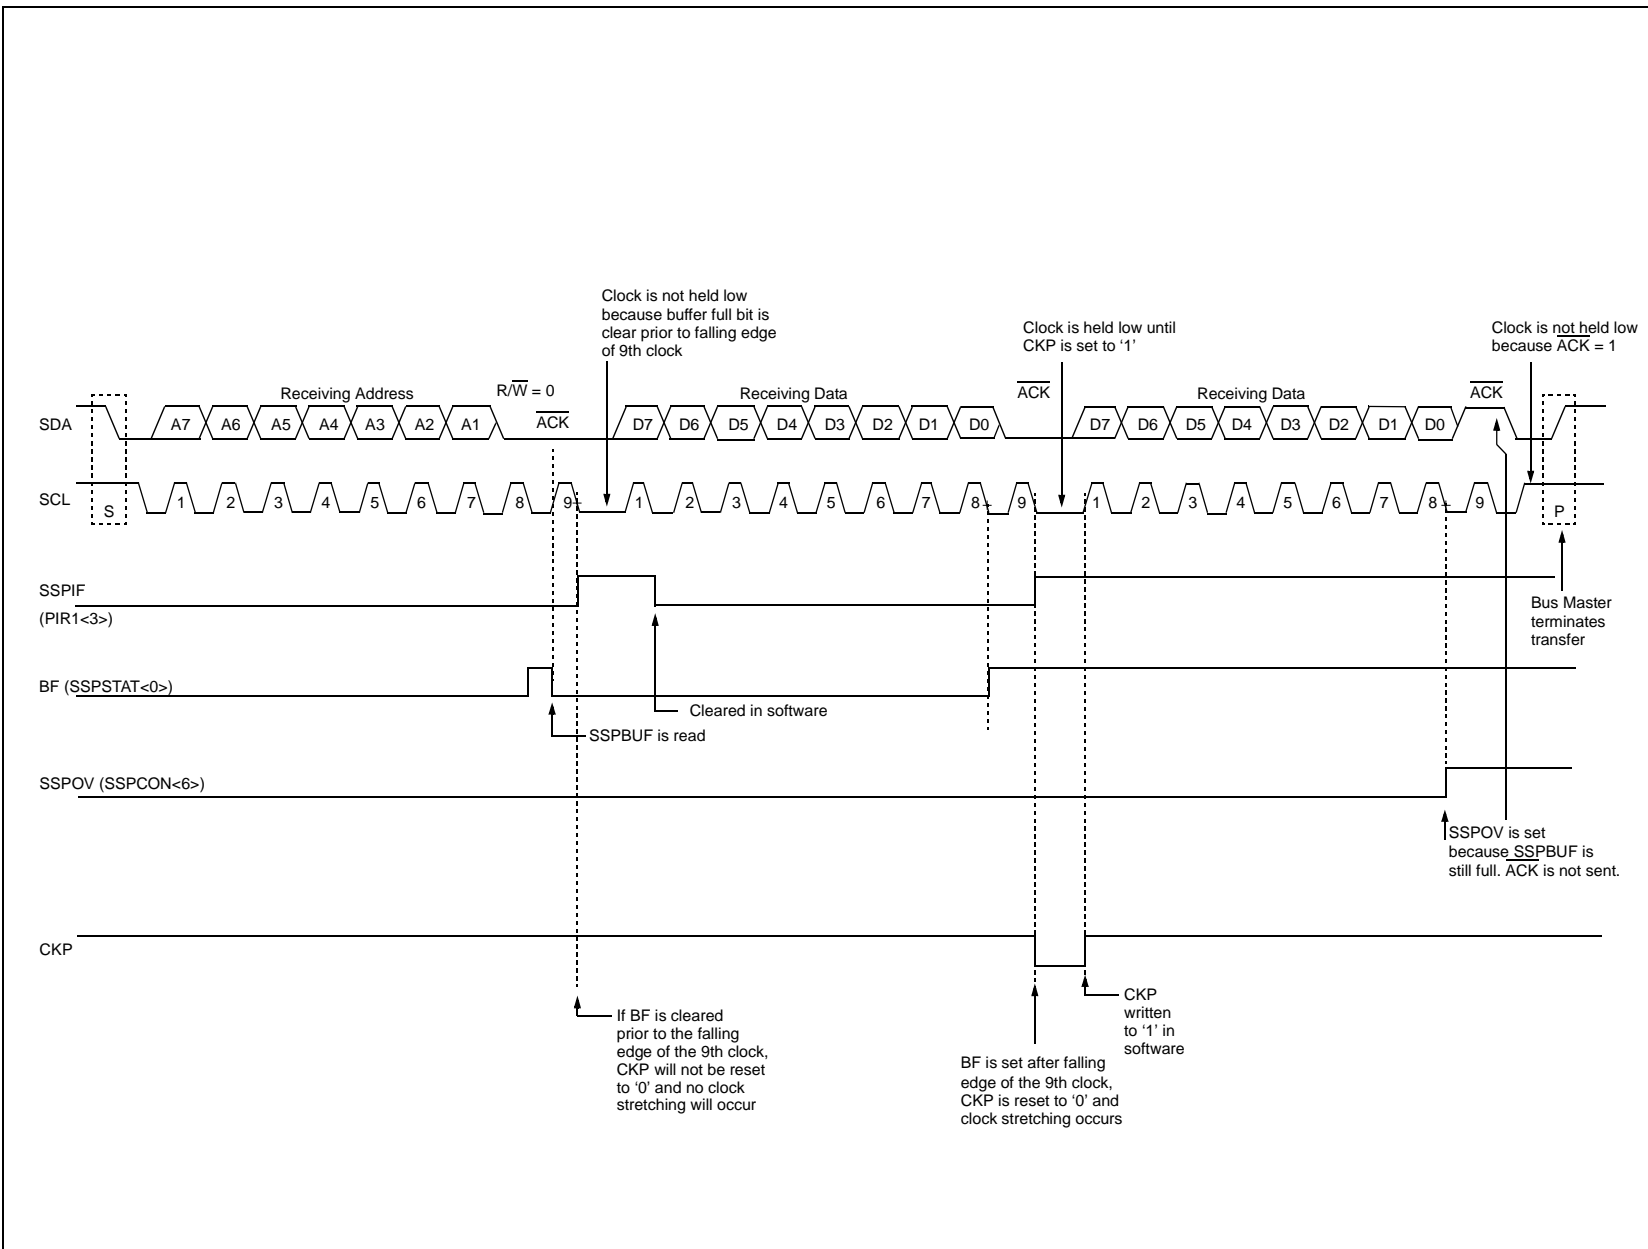 Clock is not held low
because buffer full bit is
clear prior to falling edge
of 9th clock
Clock is held low until
CKP is set to ‘1’
Clock is not held low
because ACK = 1
Receiving Address
R/W = 0
ACK
Receiving Data
ACK
Receiving Data
ACK
SDA
A7 A6 A5 A4 A3 A2 A1
D7 D6 D5 D4 D3 D2 D1 D0
D7 D6 D5 D4 D3 D2 D1 D0
SCL
S
1 2 3 4 5 6 7 8 9
1 2 3 4 5 6 7 8 9
1 2 3 4 5 6 7 8 9
P
SSPIF
(PIR1<3>)
Bus Master
terminates
transfer
BF (SSPSTAT<0>)
Cleared in software
SSPBUF is read
SSPOV (SSPCON<6>)
SSPOV is set
because SSPBUF is
still full. ACK is not sent.
CKP
If BF is cleared
prior to the falling
edge of the 9th clock,
CKP will not be reset
to ‘0’ and no clock
stretching will occur
CKP
written
to ‘1’ in
software
BF is set after falling
edge of the 9th clock,
CKP is reset to ‘0’ and
clock stretching occurs